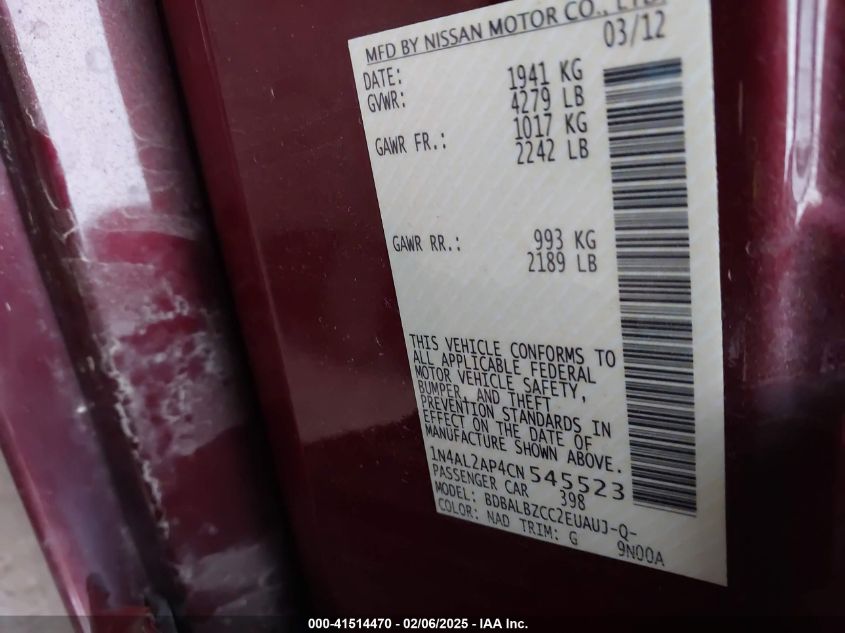 MFD BY NISSAN MOTOR CO., LTD.
DATE: 03/12
GVWR: 1941 KG
4279 LB
GAWR FR.: 1017 KG
2242 LB
GAWR RR.: 993 KG
2189 LB
THIS VEHICLE CONFORMS TO
ALL APPLICABLE FEDERAL
MOTOR VEHICLE SAFETY,
BUMPER, AND THEFT
PREVENTION STANDARDS IN
EFFECT ON THE DATE OF
MANUFACTURE SHOWN ABOVE.
1N4AL2AP4CN 545523
PASSENGER CAR 398
MODEL: BDBALBZCC2EUAUJ-Q-
COLOR: NAD TRIM: G 9N00A
000-41514470 - 02/06/2025 - IAA Inc.